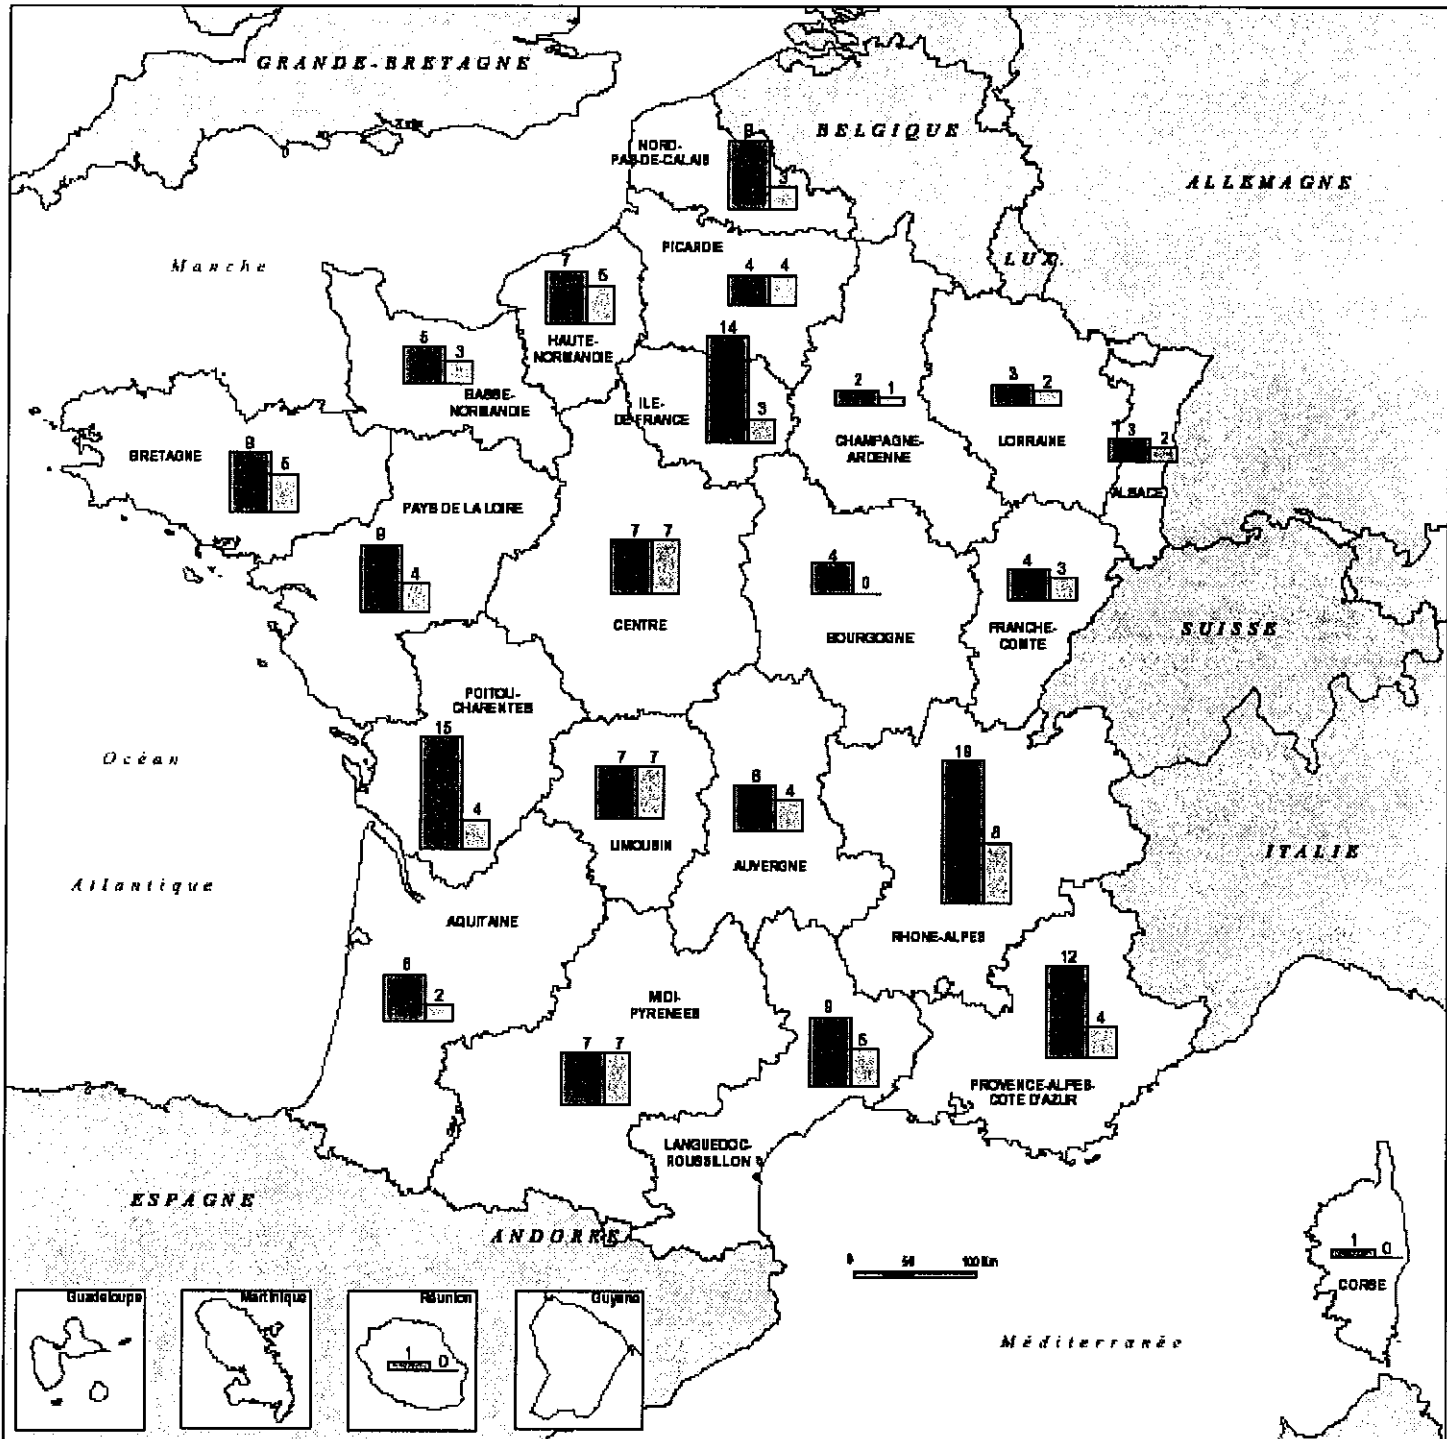 GRANDE-BRETAGNE
BELGIQUE
ALLEMAGNE
NORD-
PAS-DE-CALAIS
9
3
LUX.
Manche
PICARDIE
4 4
7
5
HAUTE-
NORMANDIE
5
3
BASSE-
NORMANDIE
14
3
ILE-
DE-FRANCE
2
1
CHAMPAGNE-
ARDENNE
3
2
LORRAINE
3
2
ALSACE
BRETAGNE
8
5
PAYS DE LA LOIRE
9
4
7 7
CENTRE
4
0
BOURGOGNE
4
3
FRANCHE-
COMTE
SUISSE
POITOU-
CHARENTES
15
4
Océan
7 7
LIMOUSIN
6
4
AUVERGNE
19
8
RHONE-ALPES
ITALIE
Atlantique
AQUITAINE
6
2
MIDI-
PYRENEES
7 7
9
5
LANGUEDOC-
ROUSSILLON
12
4
PROVENCE-ALPES-
COTE D'AZUR
ESPAGNE
ANDORRE
0 50 100 Km
1
0
CORSE
Méditerranée
Guadeloupe
Martinique
Réunion
1
0
Guyane